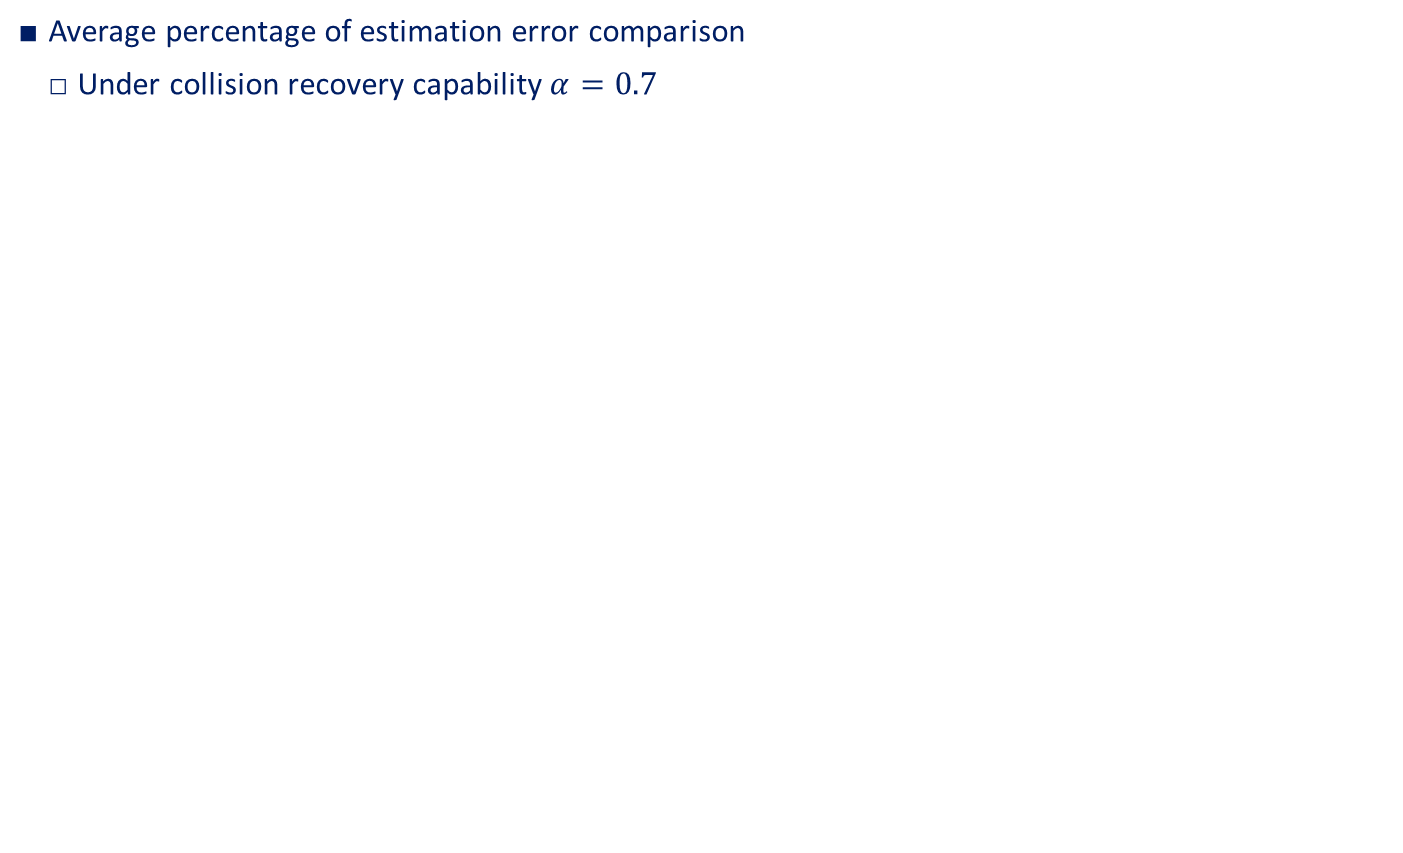 ■ Average percentage of estimation error comparison
□ Under collision recovery capability 𝛼 = 0.7